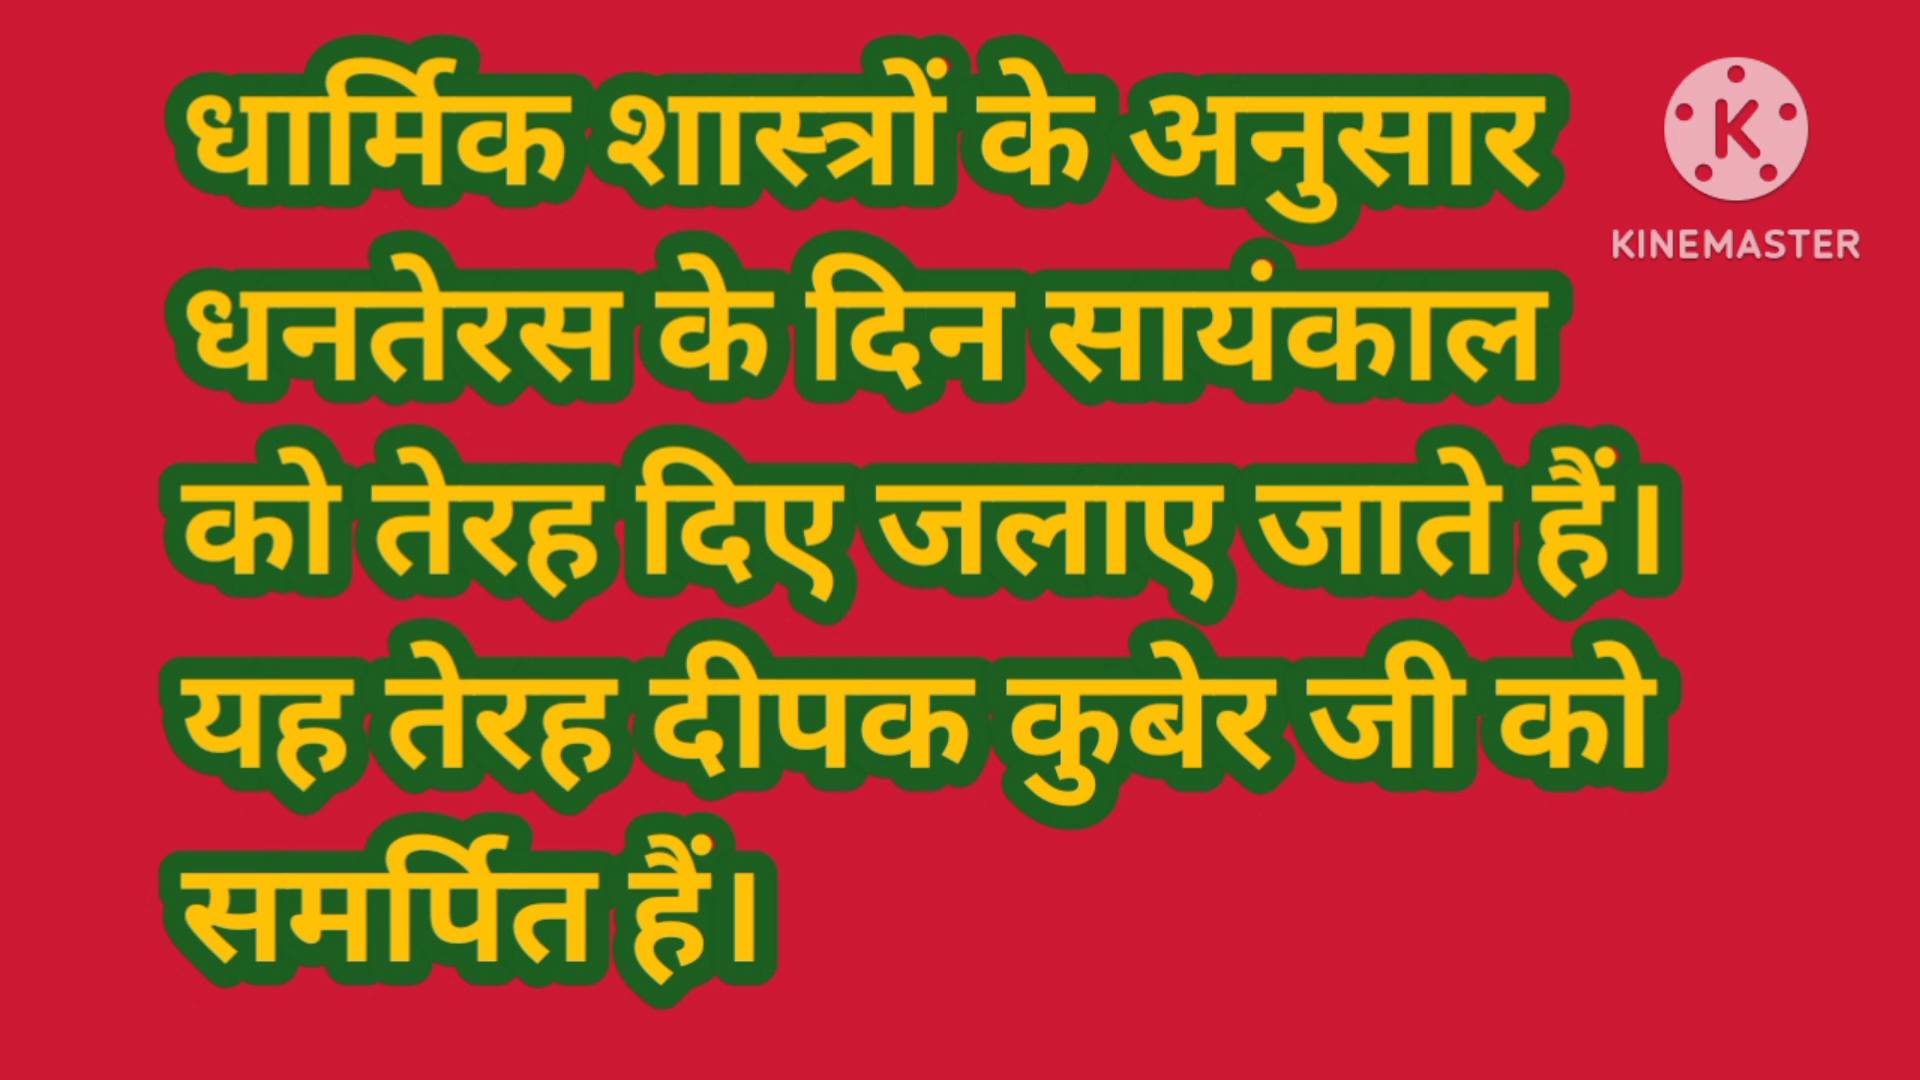 धार्मिक शास्त्रों के अनुसार
धनतेरस के दिन सायंकाल
को तेरह दिए जलाए जाते हैं।
यह तेरह दीपक कुबेर जी को
समर्पित हैं।
K
KINEMASTER